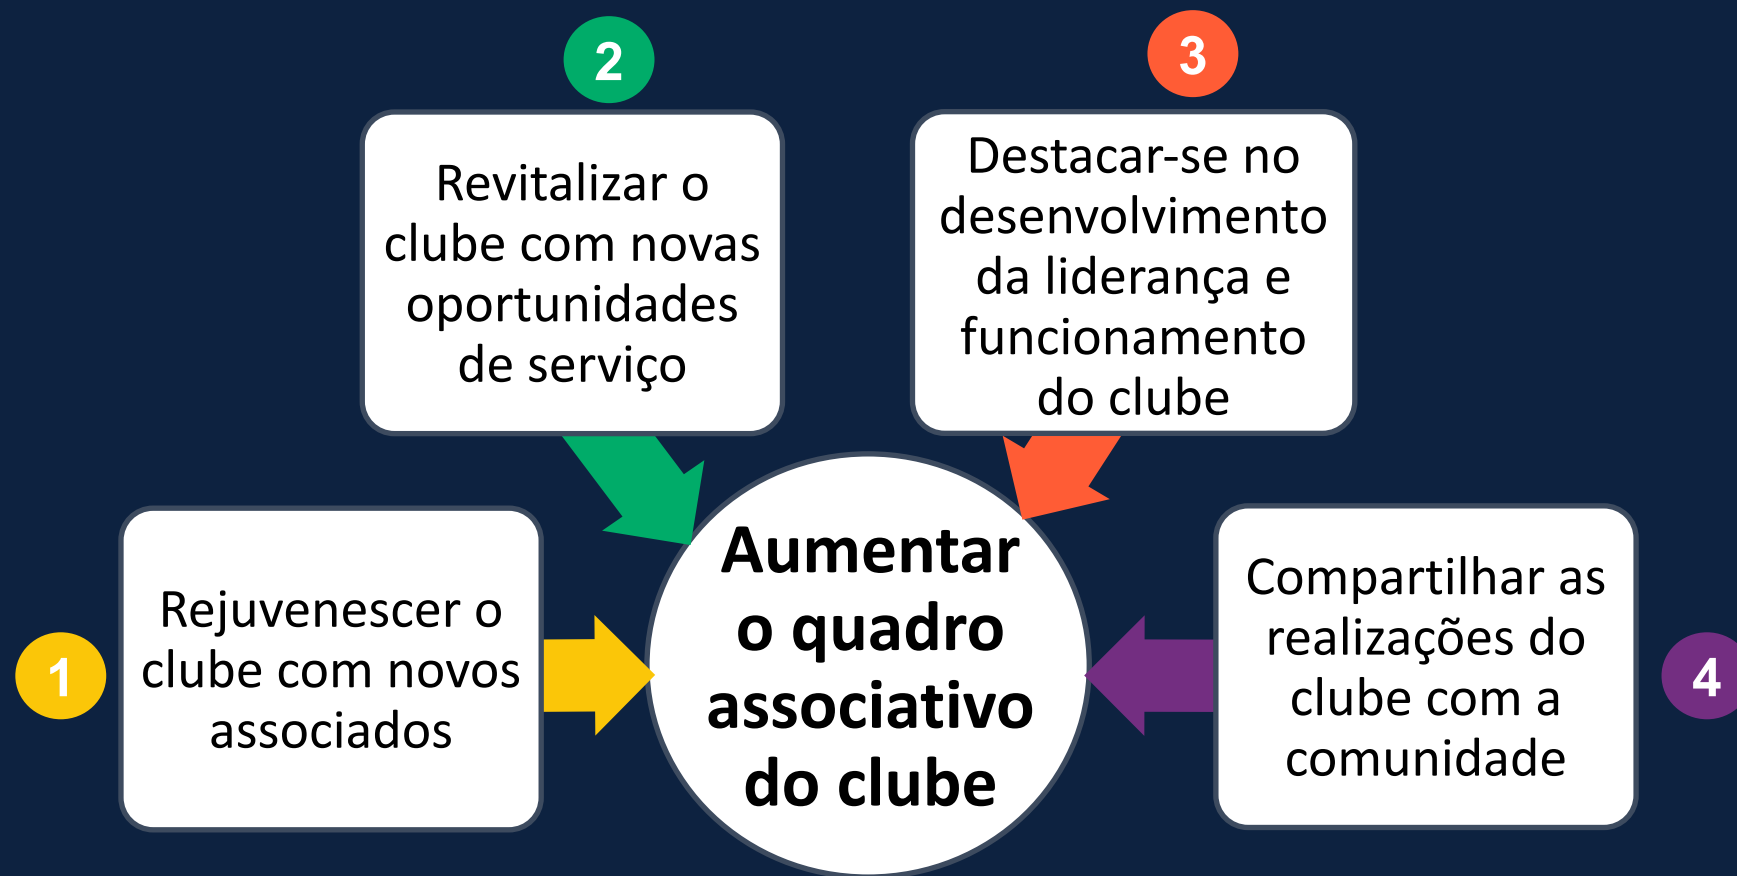 2
Revitalizar o
clube com novas
oportunidades
de serviço
3
Destacar-se no
desenvolvimento
da liderança e
funcionamento
do clube
1
Rejuvenescer o
clube com novos
associados
Aumentar
o quadro
associativo
do clube
Compartilhar as
realizações do
clube com a
comunidade
4